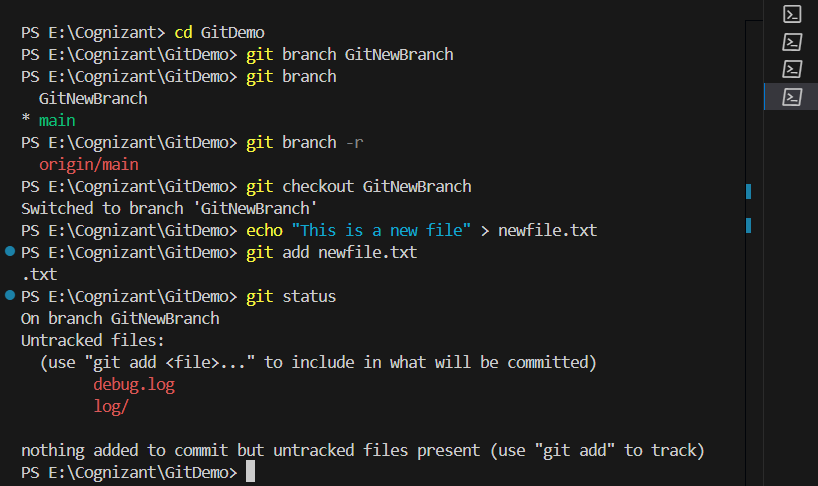 PS E:\Cognizant> cd GitDemo
PS E:\Cognizant\GitDemo> git branch GitNewBranch
PS E:\Cognizant\GitDemo> git branch
  GitNewBranch
* main
PS E:\Cognizant\GitDemo> git branch -r
  origin/main
PS E:\Cognizant\GitDemo> git checkout GitNewBranch
Switched to branch 'GitNewBranch'
PS E:\Cognizant\GitDemo> echo "This is a new file" > newfile.txt
PS E:\Cognizant\GitDemo> git add newfile.txt
.txt
PS E:\Cognizant\GitDemo> git status
On branch GitNewBranch
Untracked files:
  (use "git add <file>..." to include in what will be committed)
        debug.log
        log/

nothing added to commit but untracked files present (use "git add" to track)
PS E:\Cognizant\GitDemo>